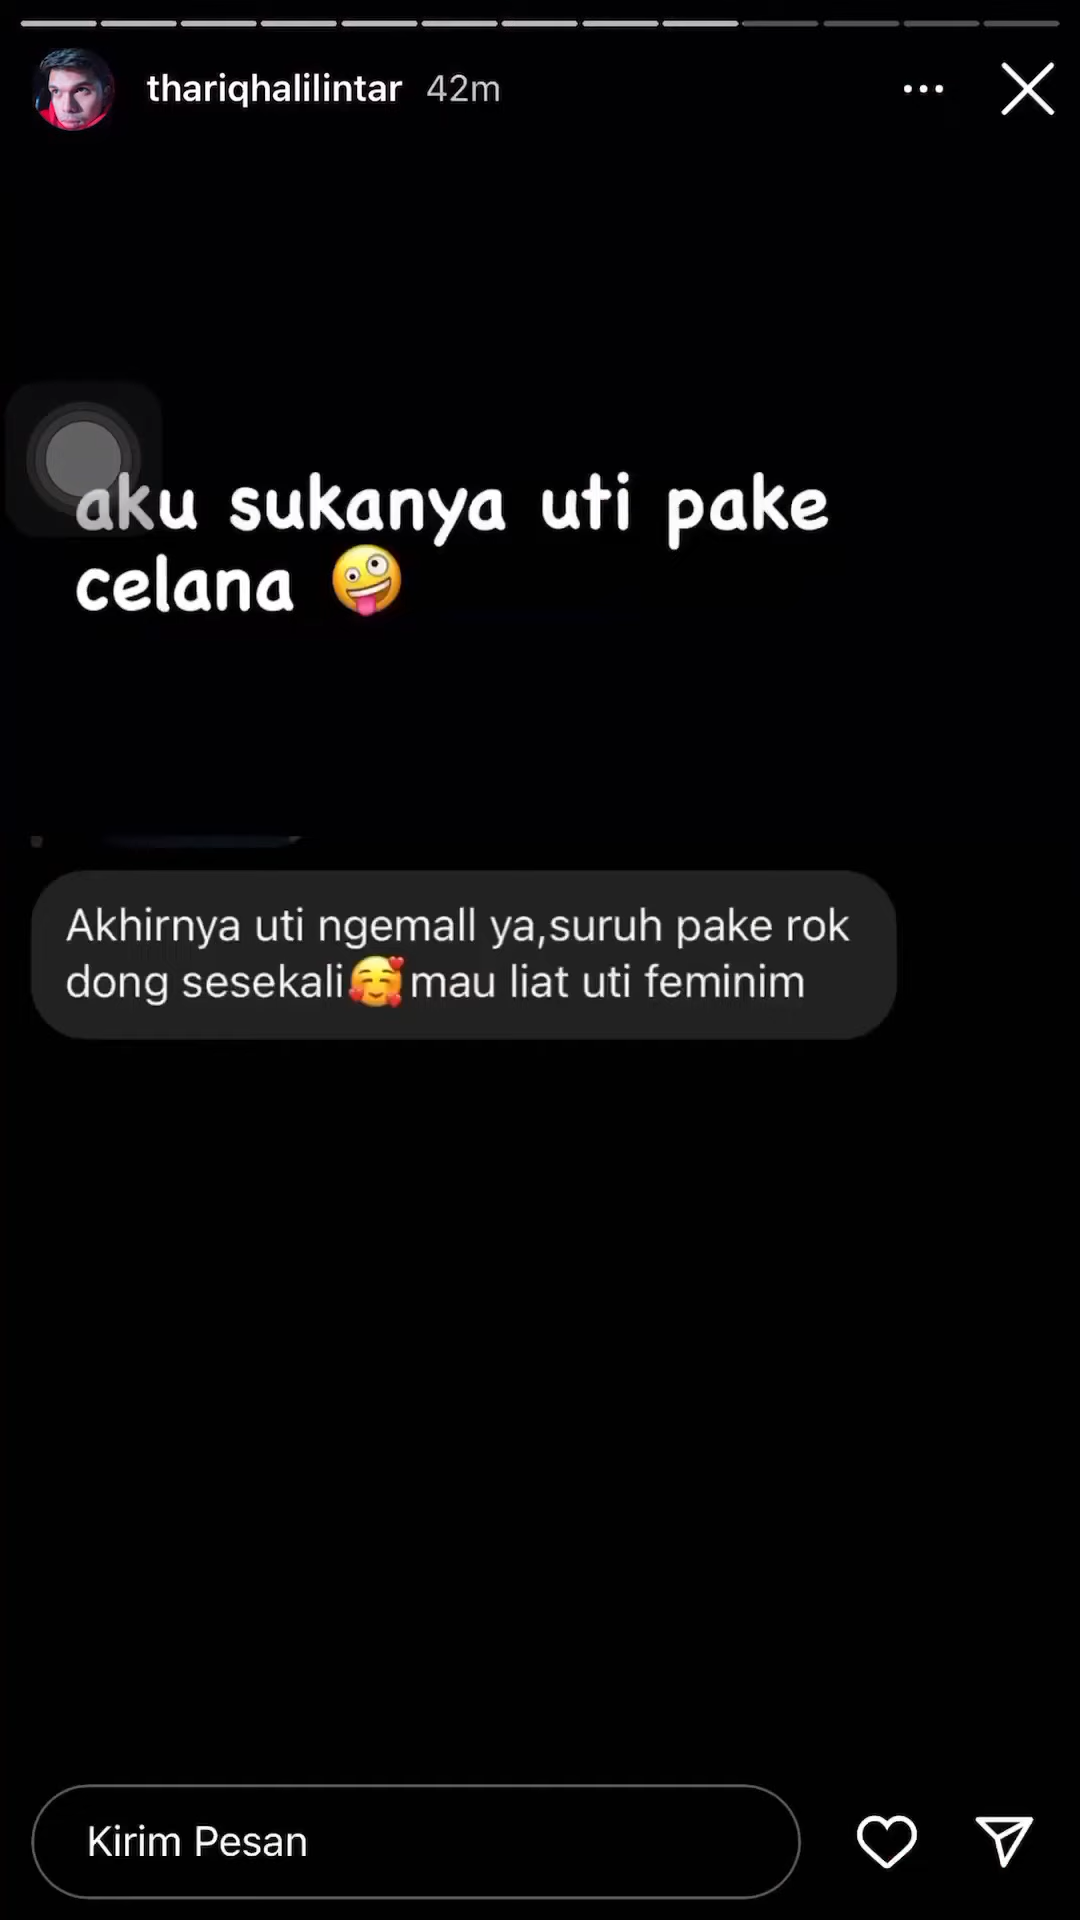 thariqhalilintar 42m
aku sukanya uti pake
celana 🤪
Akhirnya uti ngemall ya,suruh pake rok
dong sesekali🥰mau liat uti feminim
Kirim Pesan